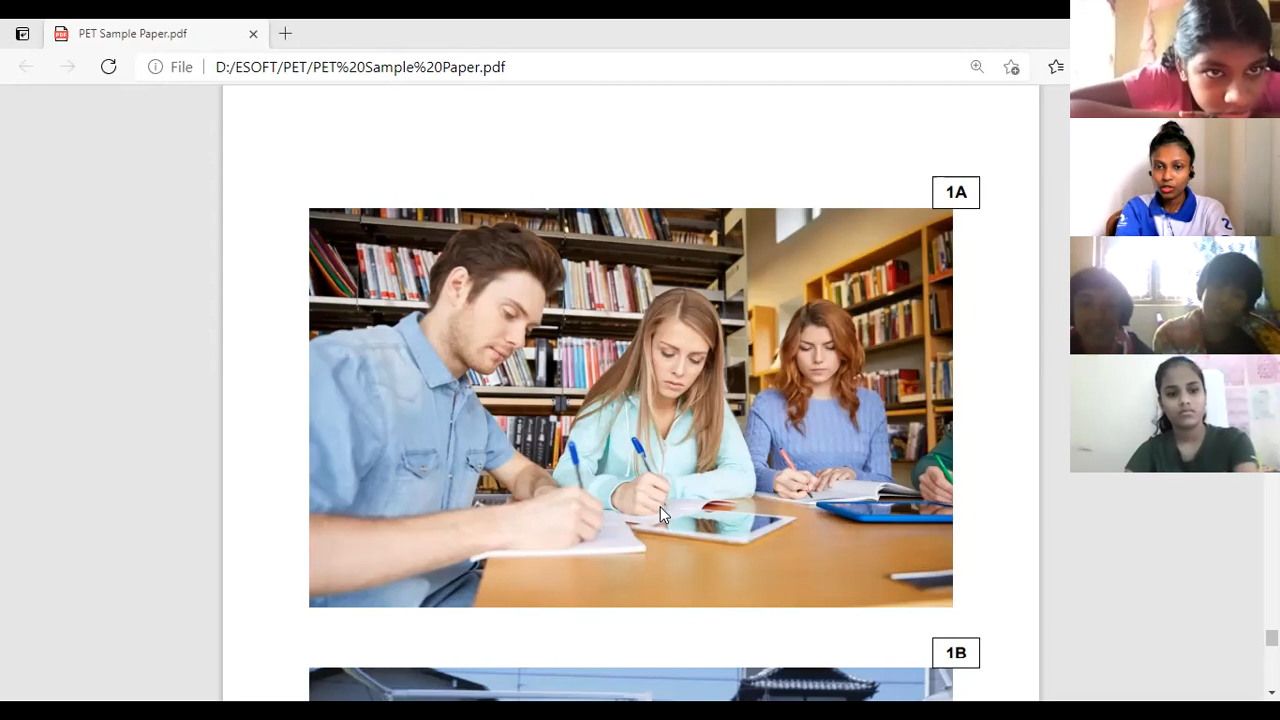 PET Sample Paper.pdf
File
D:/ESOFT/PET/PET%20Sample%20Paper.pdf
1A
1B